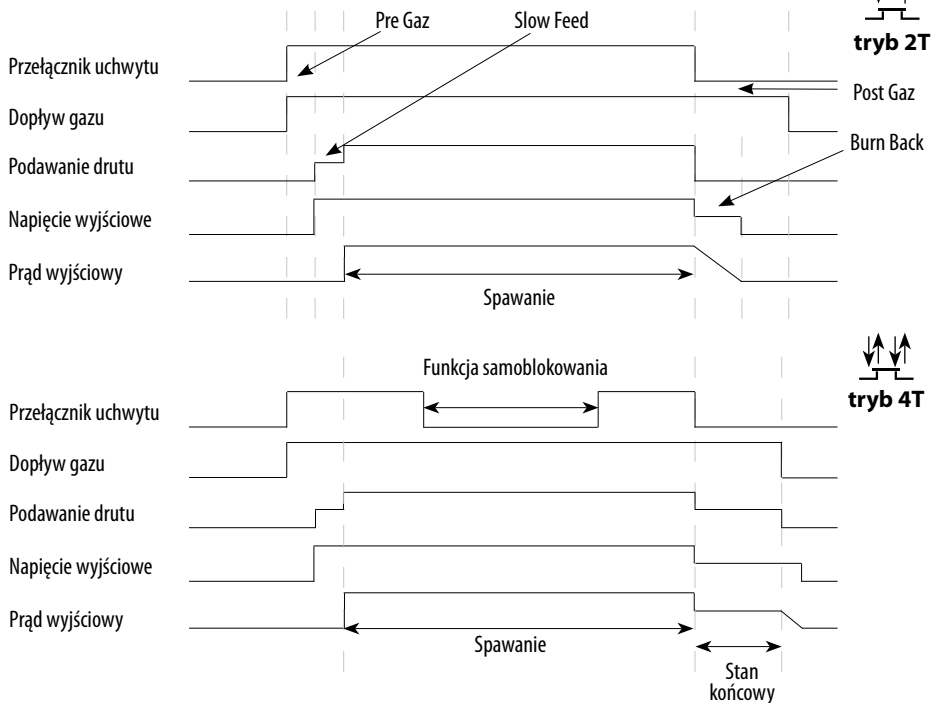 Pre Gaz
Slow Feed
tryb 2T
Przełącznik uchwytu
Post Gaz
Dopływ gazu
Burn Back
Podawanie drutu
Napięcie wyjściowe
Prąd wyjściowy
Spawanie
Funkcja samoblokowania
tryb 4T
Przełącznik uchwytu
Dopływ gazu
Podawanie drutu
Napięcie wyjściowe
Prąd wyjściowy
Spawanie
Stan
końcowy